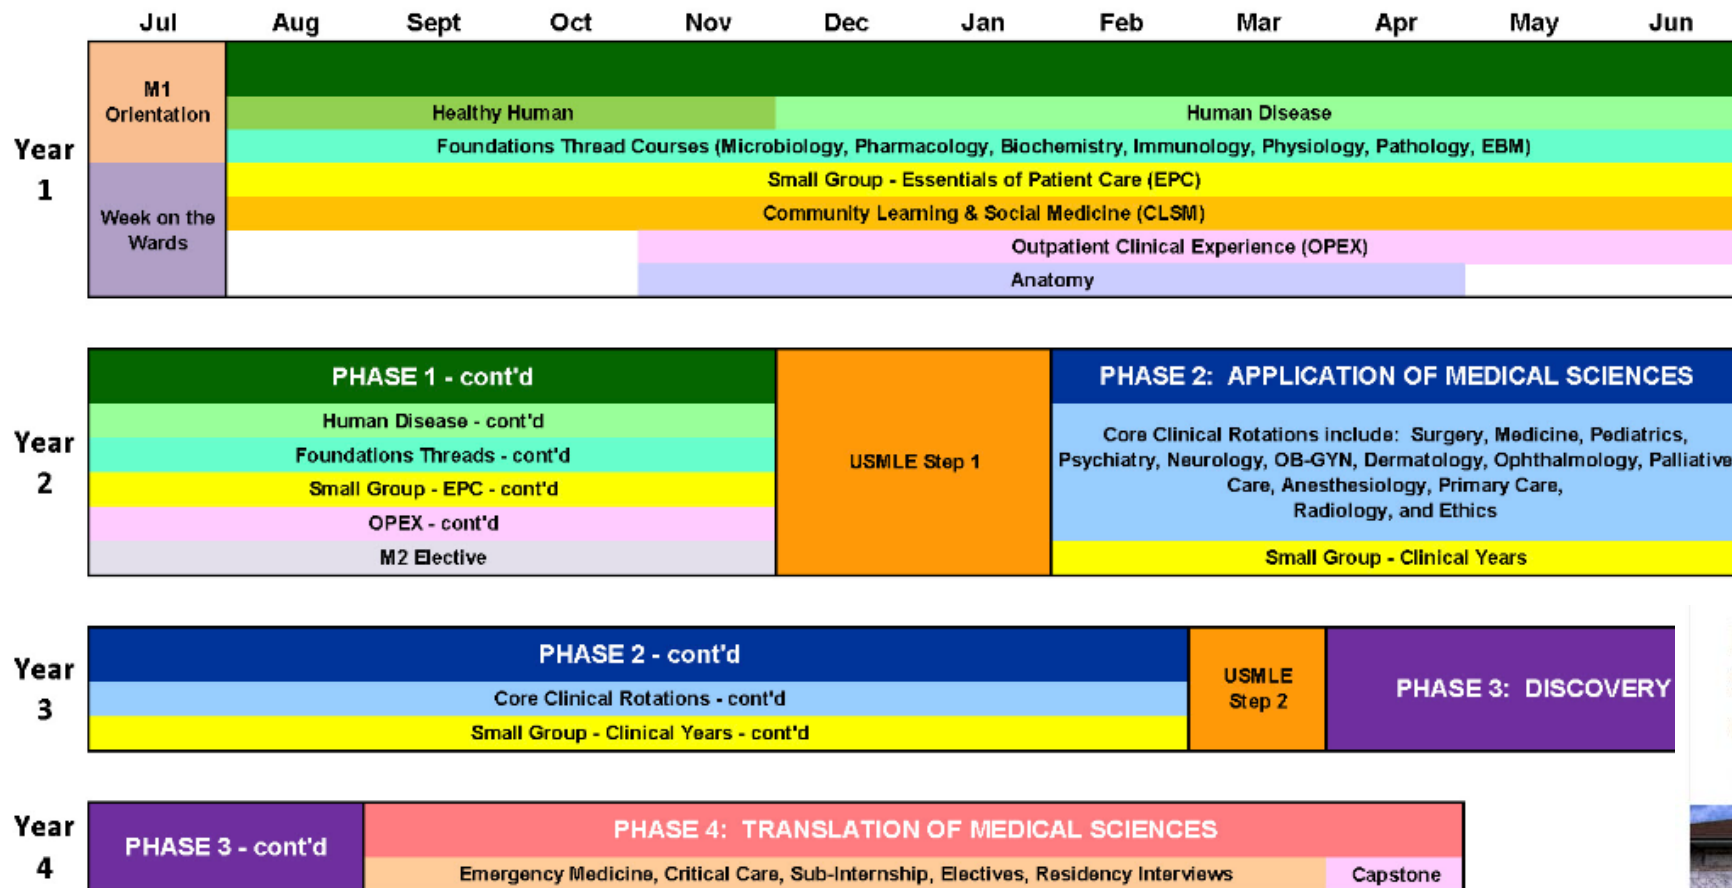 Jul Aug Sept Oct Nov Dec Jan Feb Mar Apr May Jun
Year
1
M1
Orientation
Week on the
Wards
Healthy Human
Human Disease
Foundations Thread Courses (Microbiology, Pharmacology, Biochemistry, Immunology, Physiology, Pathology, EBM)
Small Group - Essentials of Patient Care (EPC)
Community Learning & Social Medicine (CLSM)
Outpatient Clinical Experience (OPEX)
Anatomy
Year
2
PHASE 1 - cont'd
Human Disease - cont'd
Foundations Threads - cont'd
Small Group - EPC - cont'd
OPEX - cont'd
M2 Elective
USMLE Step 1
PHASE 2: APPLICATION OF MEDICAL SCIENCES
Core Clinical Rotations include: Surgery, Medicine, Pediatrics,
Psychiatry, Neurology, OB-GYN, Dermatology, Ophthalmology, Palliative
Care, Anesthesiology, Primary Care,
Radiology, and Ethics
Small Group - Clinical Years
Year
3
PHASE 2 - cont'd
Core Clinical Rotations - cont'd
Small Group - Clinical Years - cont'd
USMLE
Step 2
PHASE 3: DISCOVERY
Year
4
PHASE 3 - cont'd
PHASE 4: TRANSLATION OF MEDICAL SCIENCES
Emergency Medicine, Critical Care, Sub-Internship, Electives, Residency Interviews
Capstone